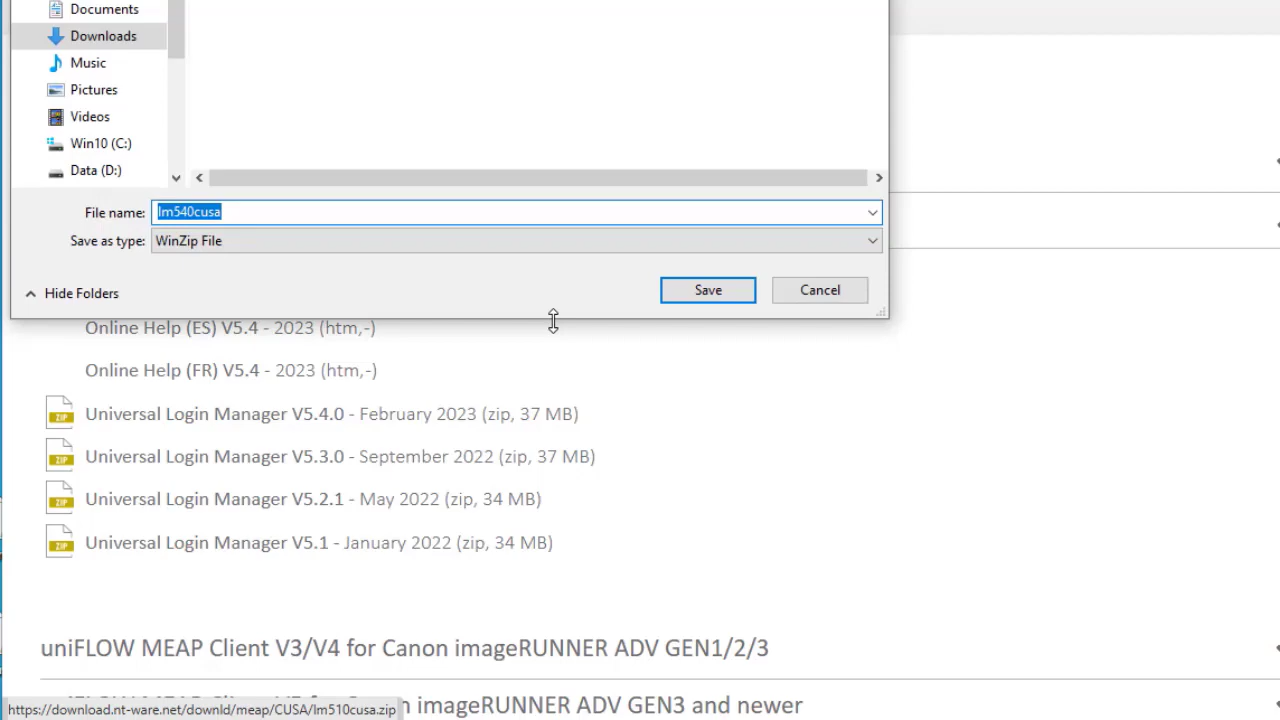 Documents
Downloads
Music
Pictures
Videos
Win10 (C:)
Data (D:)
File name: lm540cusa
Save as type: WinZip File
Hide Folders Save Cancel
Online Help (ES) V5.4 - 2023 (htm,-)
Online Help (FR) V5.4 - 2023 (htm,-)
ZIP Universal Login Manager V5.4.0 - February 2023 (zip, 37 MB)
ZIP Universal Login Manager V5.3.0 - September 2022 (zip, 37 MB)
ZIP Universal Login Manager V5.2.1 - May 2022 (zip, 34 MB)
ZIP Universal Login Manager V5.1 - January 2022 (zip, 34 MB)
uniFLOW MEAP Client V3/V4 for Canon imageRUNNER ADV GEN1/2/3
imageRUNNER ADV GEN3 and newer
https://download.nt-ware.net/downld/meap/CUSA/lm510cusa.zip